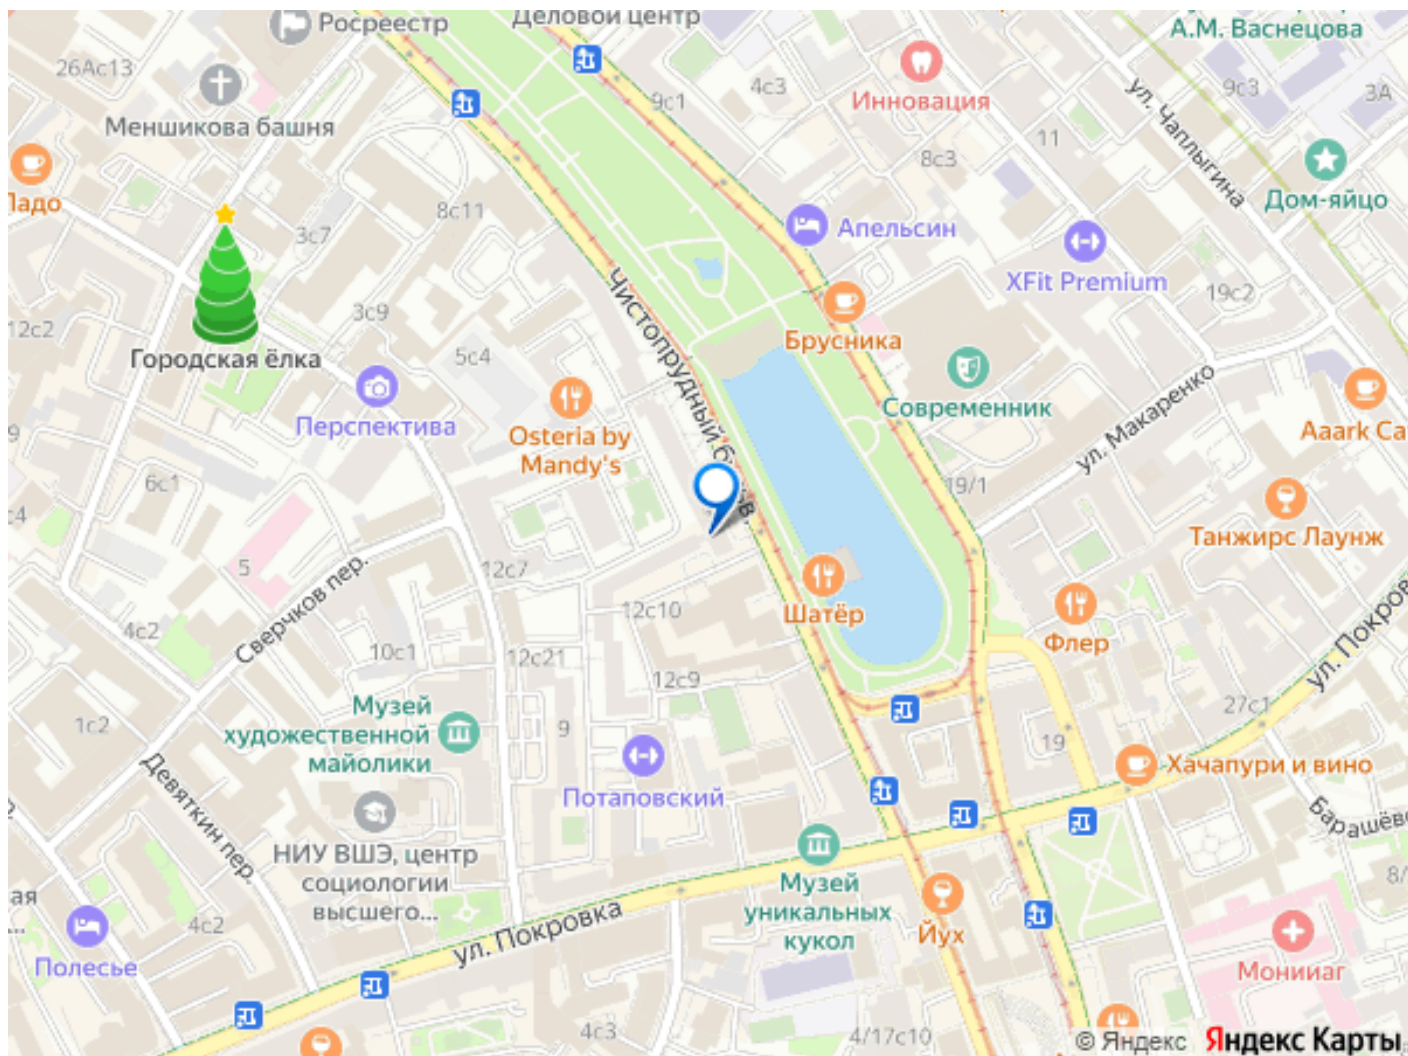 Росреестр
Деловой центр
А.М. Васнецова
26Ас13
Меншикова башня
9с1
4с3
Инновация
9с3
3А
ул. Чаплыгина
11
8с3
Дом-яйцо
8с11
3с7
Апельсин
XFit Premium
19с2
12с2
3с9
Городская ёлка
5с4
Чистопрудный
Брусника
Перспектива
Osteria by
Mandy's
Современник
ул. Макаренко
Aaark Ca
6с1
19/1
Танжирс Лаунж
5
Сверчков пер.
12с7
12с10
Шатёр
Флер
ул. Покров
4с2
10с1
12с21
12с9
1с2
Музей
художественной
майолики
9
27с1
19
Девяткин пер.
Потаповский
Хачапури и вино
Барашёво
НИУ ВШЭ, центр
социологии
высшего...
Музей
уникальных
кукол
8/
ая
4с2
ул. Покровка
Йух
Полесье
Мониаг
4с3
4/17с10
© Яндекс Яндекс Карты